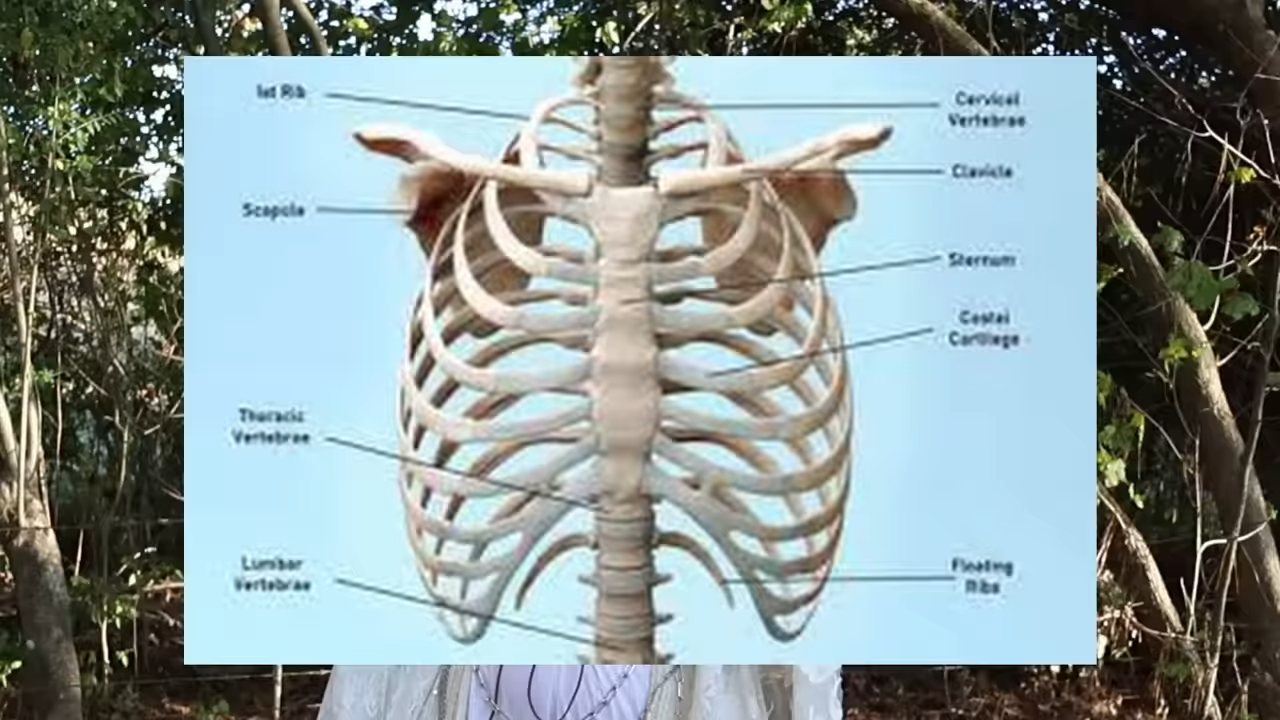 1st Rib
Cervical
Vertebrae
Clavicle
Scapula
Sternum
Costal
Cartilage
Thoracic
Vertebrae
Lumbar
Vertebrae
Floating
Ribs